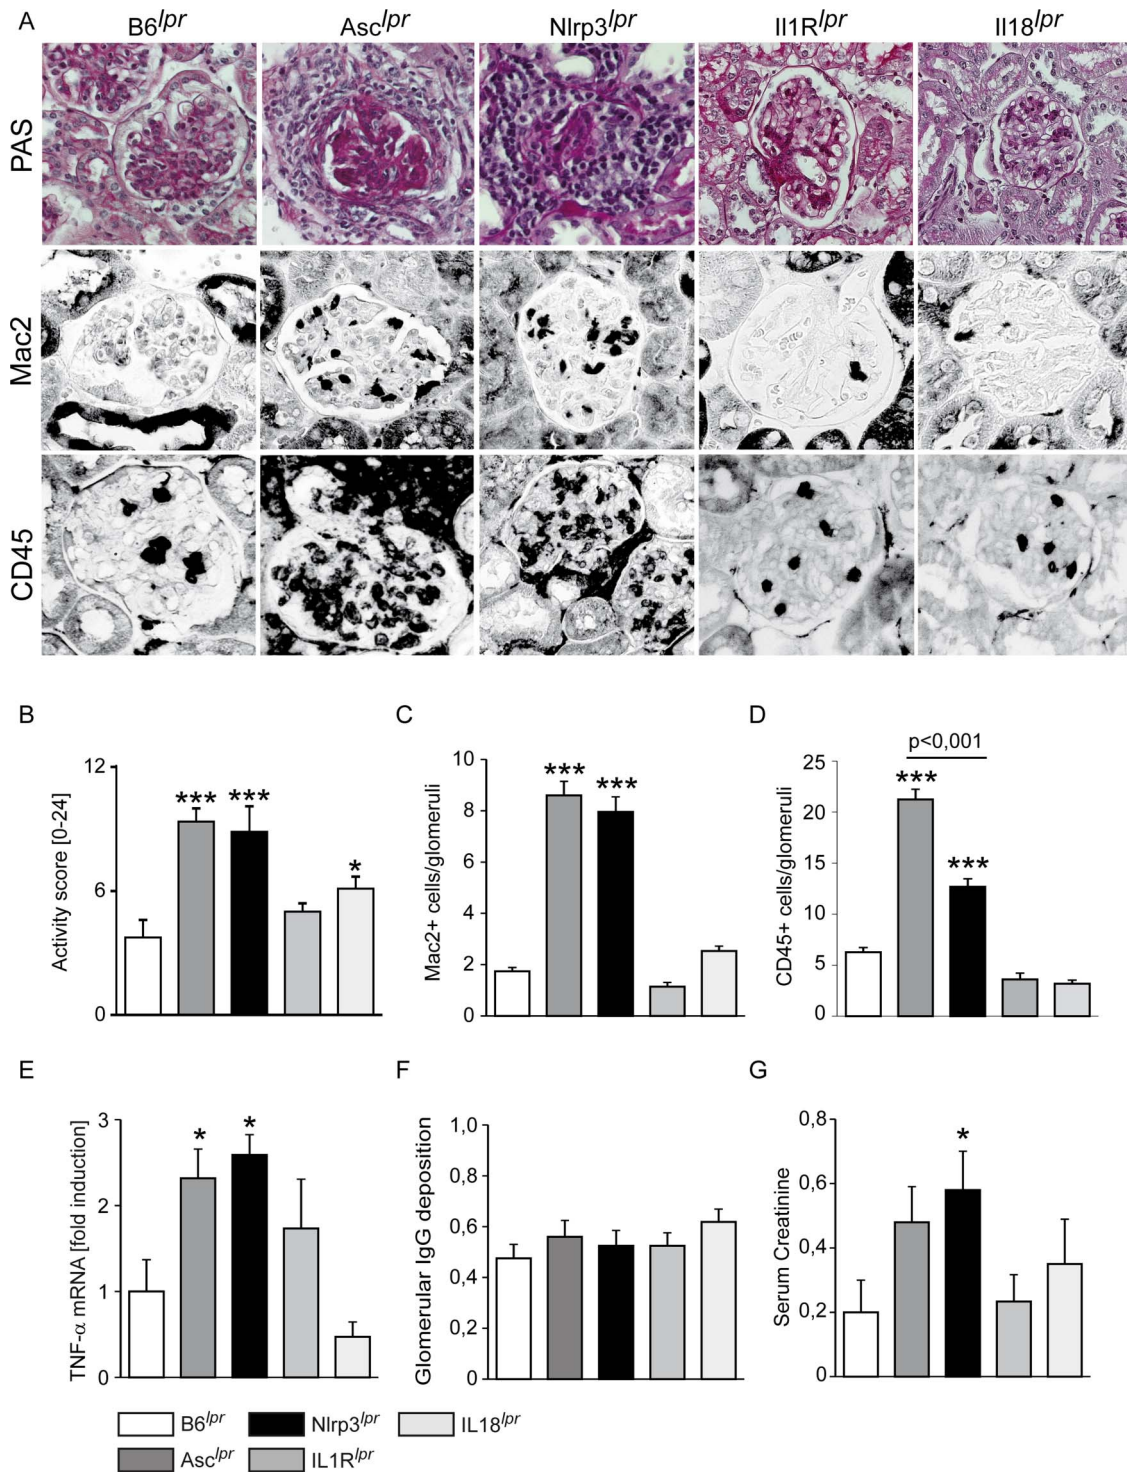 A
B6lpr Asclpr Nlrp3lpr Il1Rlpr Il18lpr
PAS
Mac2
CD45
B
Activity score [0-24]
12
6
0
*** *** *
C
Mac2+ cells/glomeruli
10
8
6
4
2
0
*** ***
D
CD45+ cells/glomeruli
25
20
15
10
5
0
p<0,001
***
***
E
TNF-α mRNA [fold induction]
3
2
1
0
* *
F
Glomerular IgG deposition
1,0
0,8
0,6
0,4
0,2
0
G
Serum Creatinine
0,8
0,6
0,4
0,2
0
*
B6lpr Nlrp3lpr IL18lpr
Asclpr IL1Rlpr